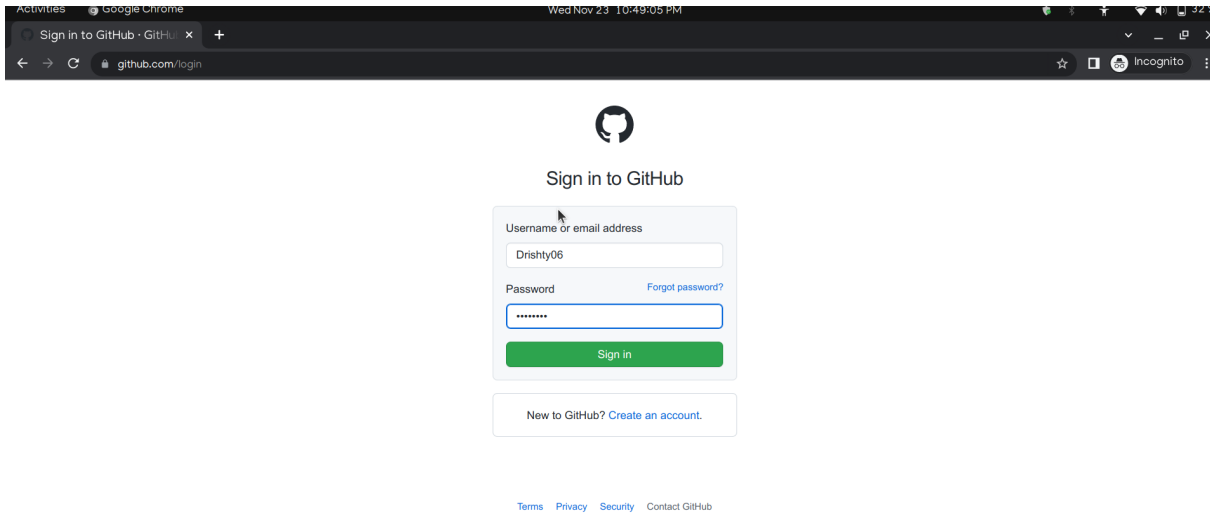 Activities Google Chrome Wed Nov 23 10:49:05 PM 32
Sign in to GitHub · GitHu
github.com/login Incognito
Sign in to GitHub
Username or email address
Drishty06
Password Forgot password?
••••••••
Sign in
New to GitHub? Create an account.
Terms Privacy Security Contact GitHub